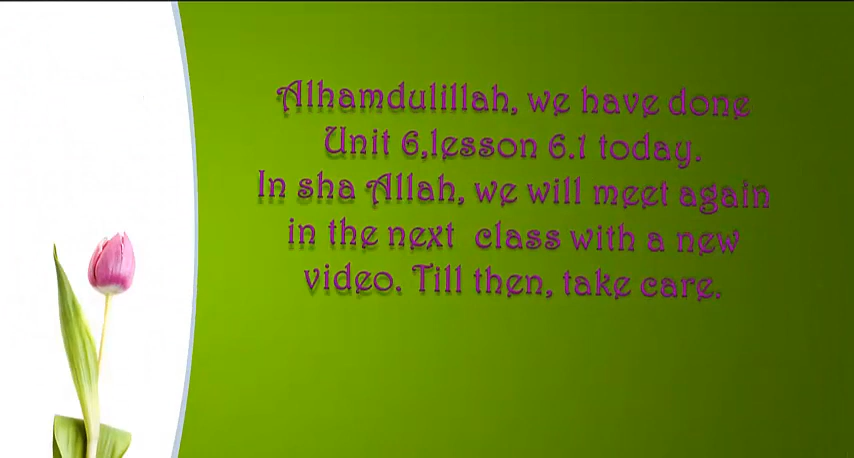 Alhamdulillah, we have done
Unit 6,lesson 6.1 today.
In sha Allah, we will meet again
in the next  class with a new
video. Till then, take care.